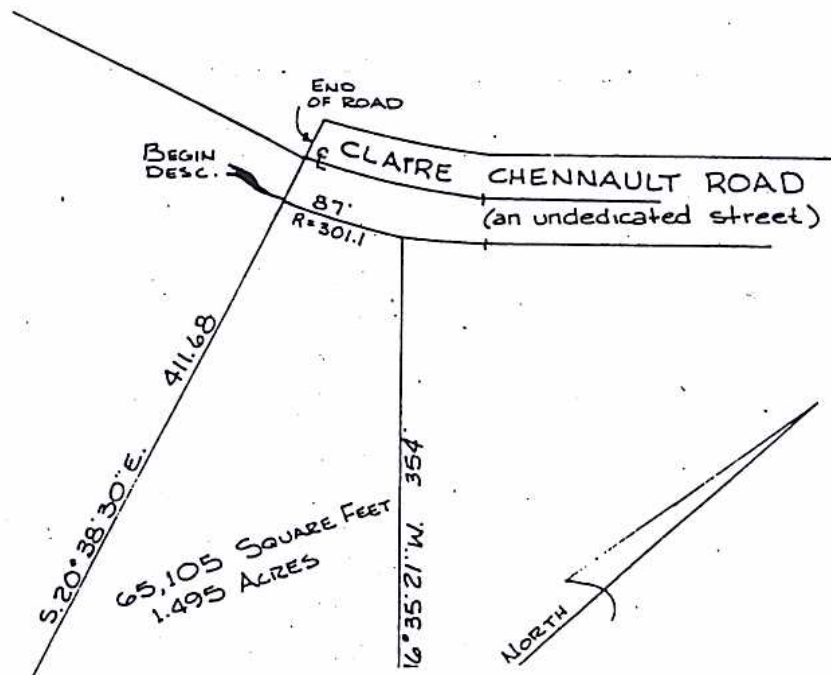 END
OF ROAD
BEGIN
DESC.
℄ CLAIRE CHENNAULT ROAD
(an undedicated street)
87'
R=301.1
411.68
S.20°38'30"E.
354'
6°35'21"W.
65,105 SQUARE FEET
1.495 ACRES
NORTH